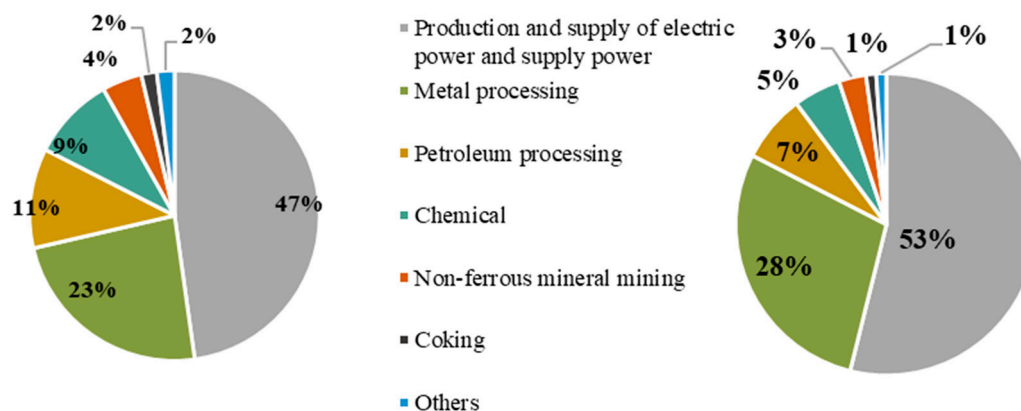 2%
2%
4%
9%
11%
23%
47%
Production and supply of electric
power and supply power
Metal processing
Petroleum processing
Chemical
Non-ferrous mineral mining
Coking
Others
3%
1%
1%
5%
7%
28%
53%